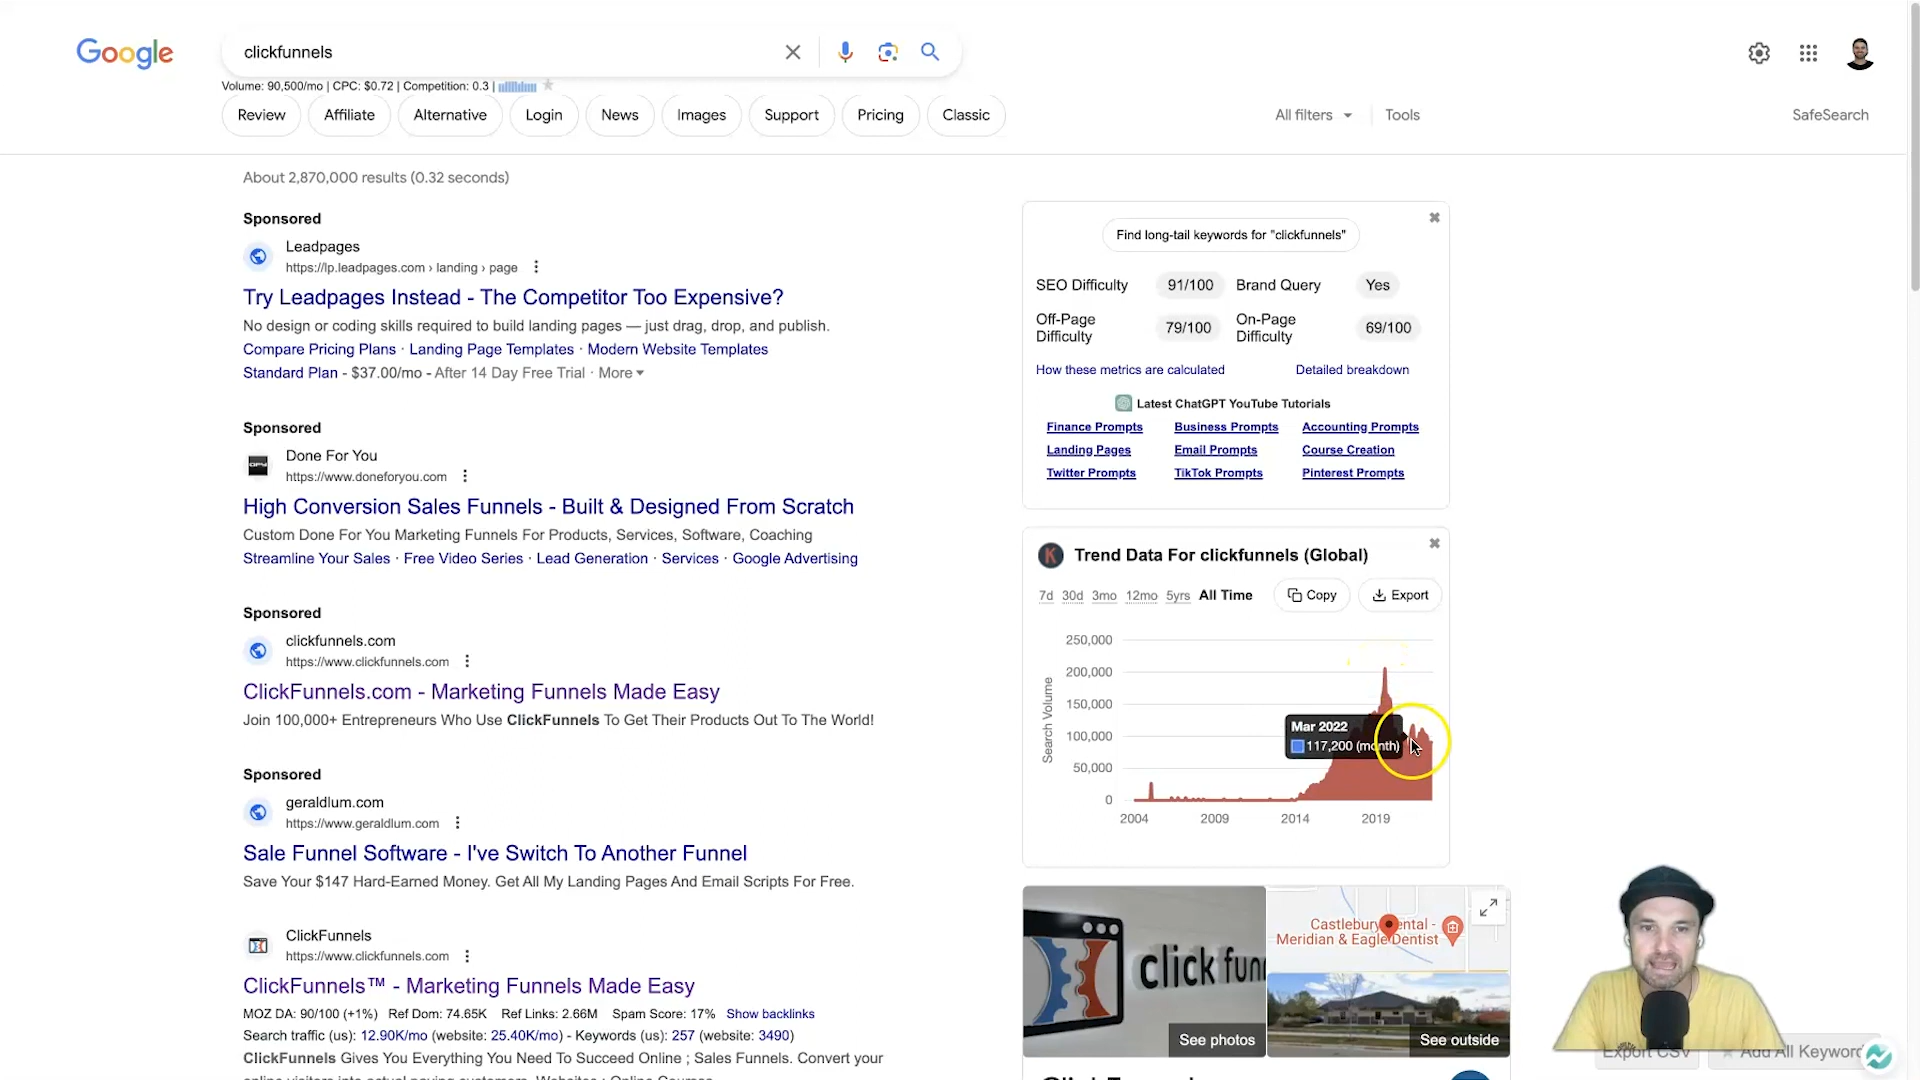 Google
clickfunnels
Volume: 90,500/mo | CPC: $0.72 | Competition: 0.3 |
Review
Affiliate
Alternative
Login
News
Images
Support
Pricing
Classic
All filters
Tools
SafeSearch
About 2,870,000 results (0.32 seconds)
Sponsored
Leadpages
https://lp.leadpages.com › landing › page
Try Leadpages Instead - The Competitor Too Expensive?
No design or coding skills required to build landing pages — just drag, drop, and publish.
Compare Pricing Plans · Landing Page Templates · Modern Website Templates
Standard Plan - $37.00/mo - After 14 Day Free Trial · More
Sponsored
Done For You
https://www.doneforyou.com
High Conversion Sales Funnels - Built & Designed From Scratch
Custom Done For You Marketing Funnels For Products, Services, Software, Coaching
Streamline Your Sales · Free Video Series · Lead Generation · Services · Google Advertising
Sponsored
clickfunnels.com
https://www.clickfunnels.com
ClickFunnels.com - Marketing Funnels Made Easy
Join 100,000+ Entrepreneurs Who Use ClickFunnels To Get Their Products Out To The World!
Sponsored
geraldlum.com
https://www.geraldlum.com
Sale Funnel Software - I've Switch To Another Funnel
Save Your $147 Hard-Earned Money. Get All My Landing Pages And Email Scripts For Free.
ClickFunnels
https://www.clickfunnels.com
ClickFunnels™ - Marketing Funnels Made Easy
MOZ DA: 90/100 (+1%) Ref Dom: 74.65K Ref Links: 2.66M Spam Score: 17% Show backlinks
Search traffic (us): 12.90K/mo (website: 25.40K/mo) - Keywords (us): 257 (website: 3490)
ClickFunnels Gives You Everything You Need To Succeed Online ; Sales Funnels. Convert your
Find long-tail keywords for "clickfunnels"
SEO Difficulty 91/100 Brand Query Yes
Off-Page Difficulty 79/100 On-Page Difficulty 69/100
How these metrics are calculated Detailed breakdown
Latest ChatGPT YouTube Tutorials
Finance Prompts Business Prompts Accounting Prompts
Landing Pages Email Prompts Course Creation
Twitter Prompts TikTok Prompts Pinterest Prompts
K
Trend Data For clickfunnels (Global)
7d 30d 3mo 12mo 5yrs All Time Copy Export
Search Volume
250,000
200,000
150,000
100,000
50,000
0
Mar 2022
117,200 (month)
2004 2009 2014 2019
click fun
See photos
Castlebury Dental -
Meridian & Eagle Dentist
See outside
Export CSV
Add All Keyword